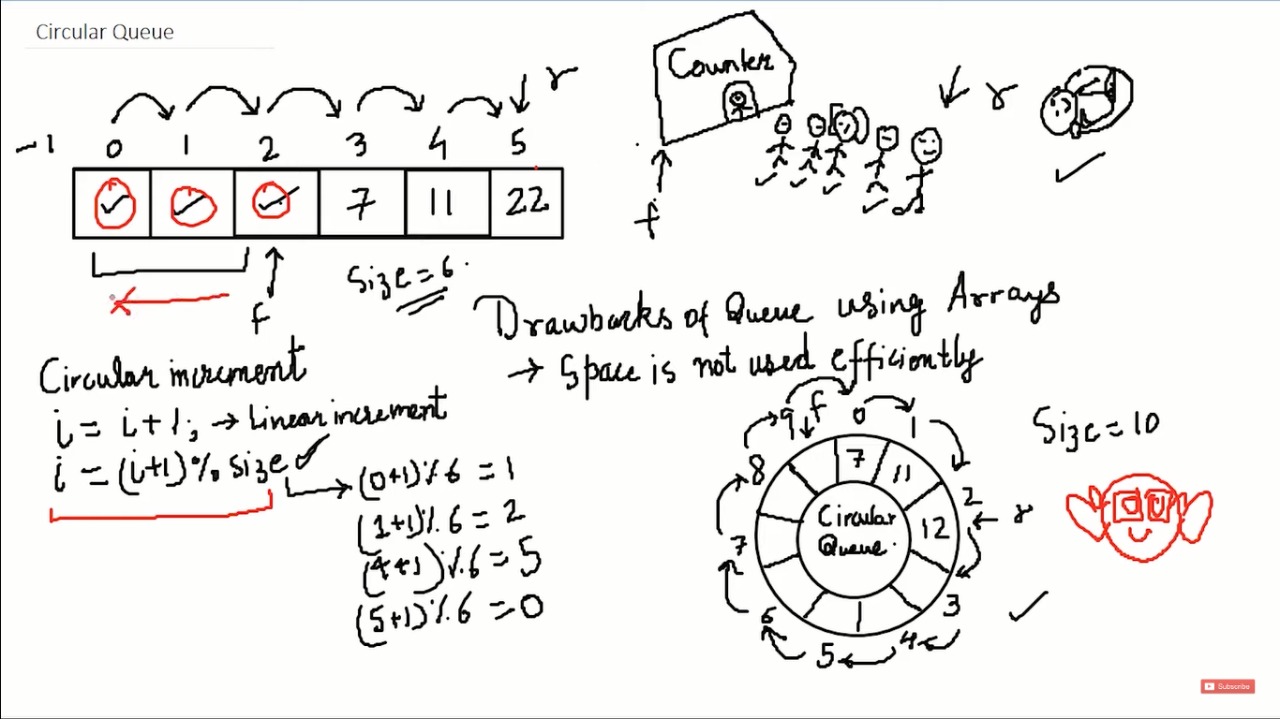 Circular Queue
r
-1 0 1 2 3 4 5
7 11 22
f
Size = 6
Counter
r
f
Drawbacks of Queue using Arrays
→ Space is not used efficiently
Circular increment
i = i+1; → Linear increment
i = (i+1) % size
(0+1) % 6 = 1
(1+1) % 6 = 2
(4+1) % 6 = 5
(5+1) % 6 = 0
Size = 10
9 f 0 1
8 7 11 2
12 r
Circular
Queue
7 3
6 5 4
Subscribe